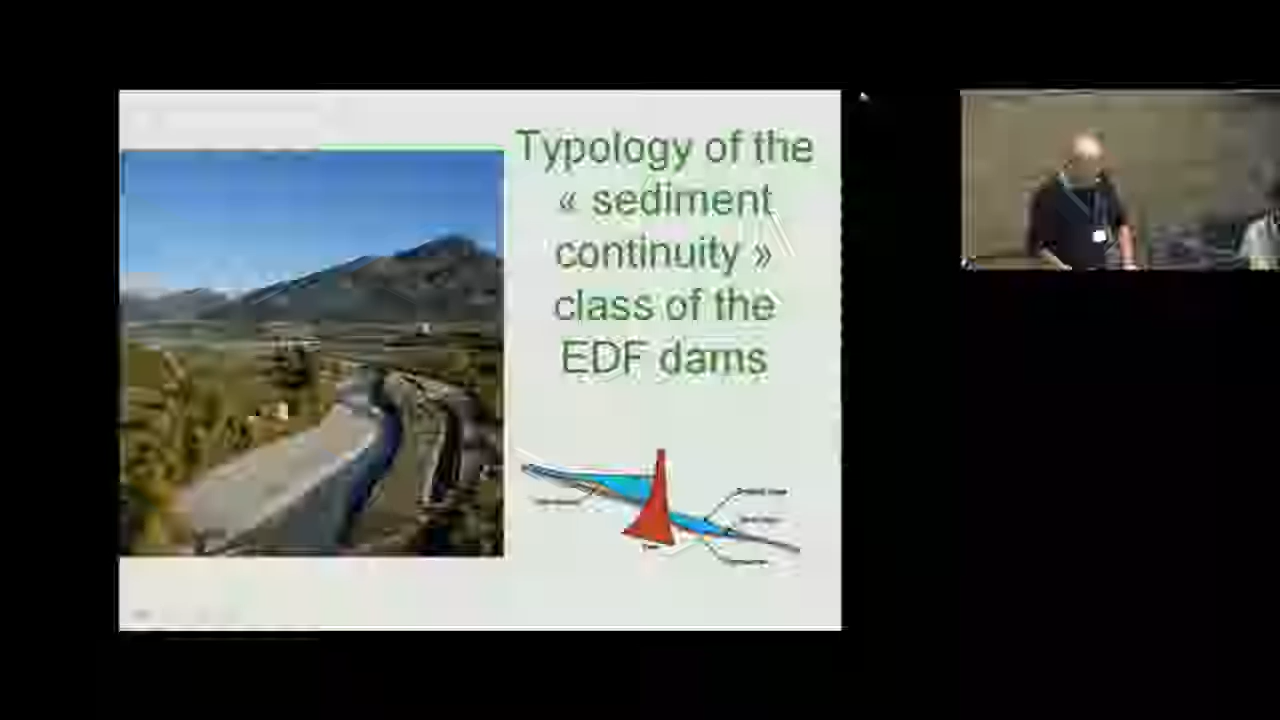 Typology of the
« sediment
continuity »
class of the
EDF dams